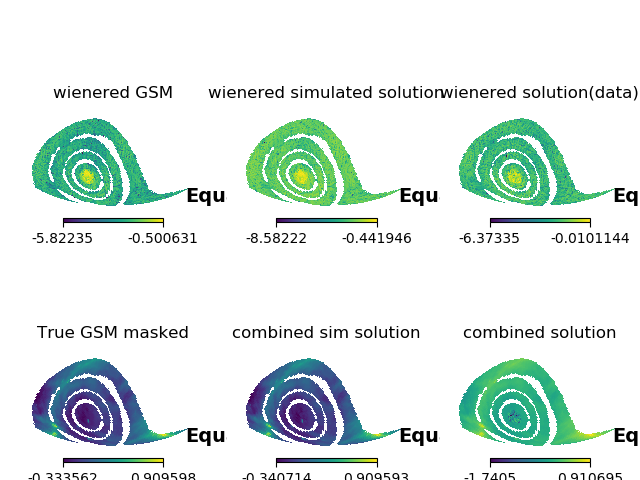 wienered GSM
wienered simulated solution
wienered solution(data)
Equ
Equ
Eq
-5.82235
-0.500631
-8.58222
-0.441946
-6.37335
-0.0101144
True GSM masked
combined sim solution
combined solution
Equ
Equ
Eq
-0.333562
0.909598
-0.340714
0.909593
-1.7405
0.910695